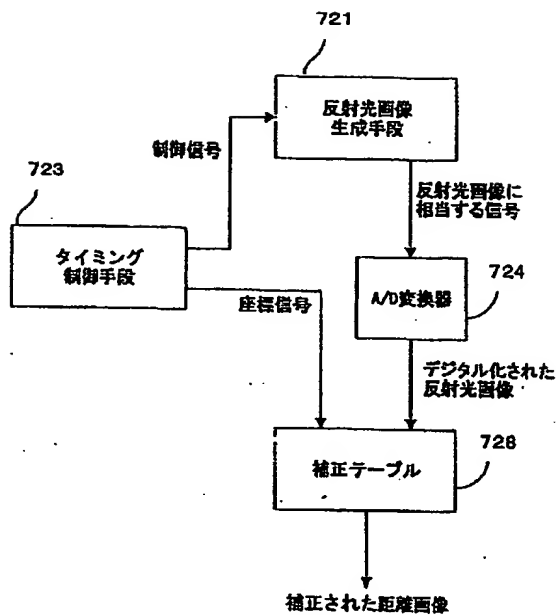 721
反射光画像
生成手段
制御信号
723
反射光画像に
相当する信号
タイミング
制御手段
724
座標信号
A/D変換器
デジタル化された
反射光画像
728
補正テーブル
補正された距離画像